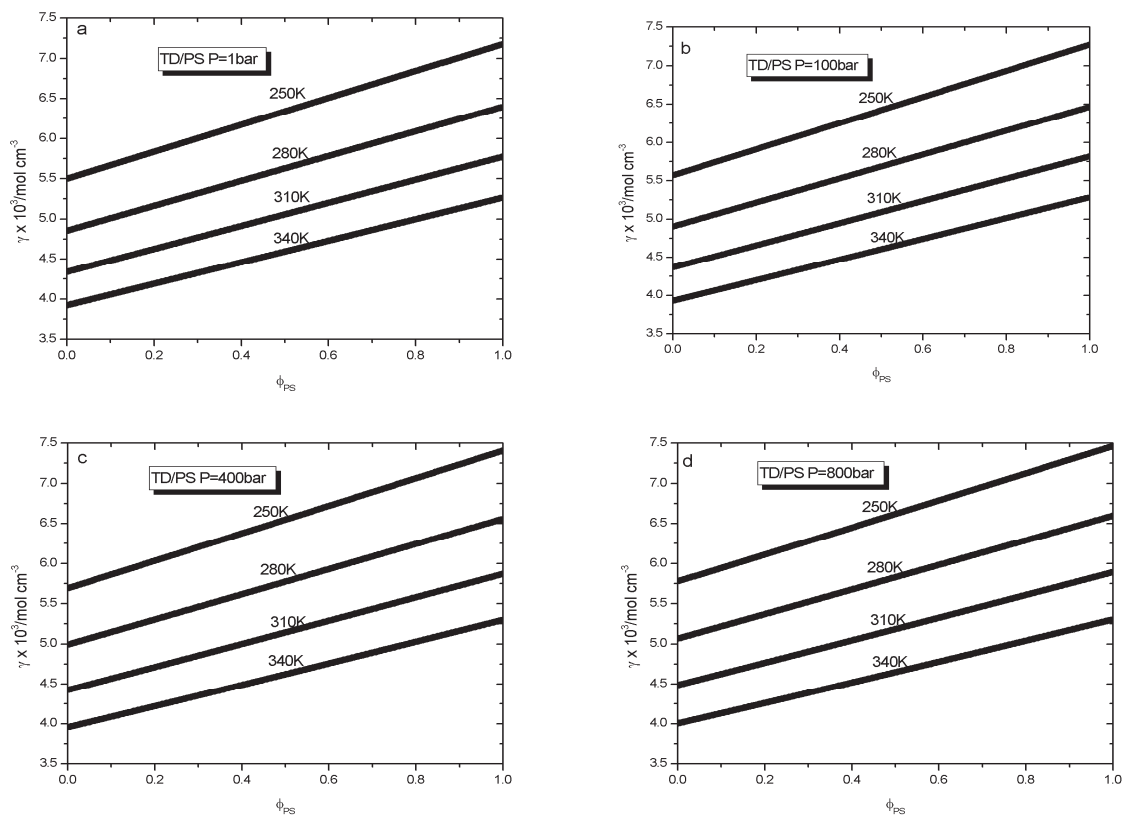 a
TD/PS P=1bar
7.5
7.0
6.5
6.0
5.5
5.0
4.5
4.0
3.5
γ x 10³/mol cm⁻³
250K
280K
310K
340K
0.0 0.2 0.4 0.6 0.8 1.0
ϕPS
b
TD/PS P=100bar
7.5
7.0
6.5
6.0
5.5
5.0
4.5
4.0
3.5
γ x 10³/mol cm⁻³
250K
280K
310K
340K
0.0 0.2 0.4 0.6 0.8 1.0
ϕPS
c
TD/PS P=400bar
7.5
7.0
6.5
6.0
5.5
5.0
4.5
4.0
3.5
γ x 10³/mol cm⁻³
250K
280K
310K
340K
0.0 0.2 0.4 0.6 0.8 1.0
ϕPS
d
TD/PS P=800bar
7.5
7.0
6.5
6.0
5.5
5.0
4.5
4.0
3.5
γ x 10³/mol cm⁻³
250K
280K
310K
340K
0.0 0.2 0.4 0.6 0.8 1.0
ϕPS